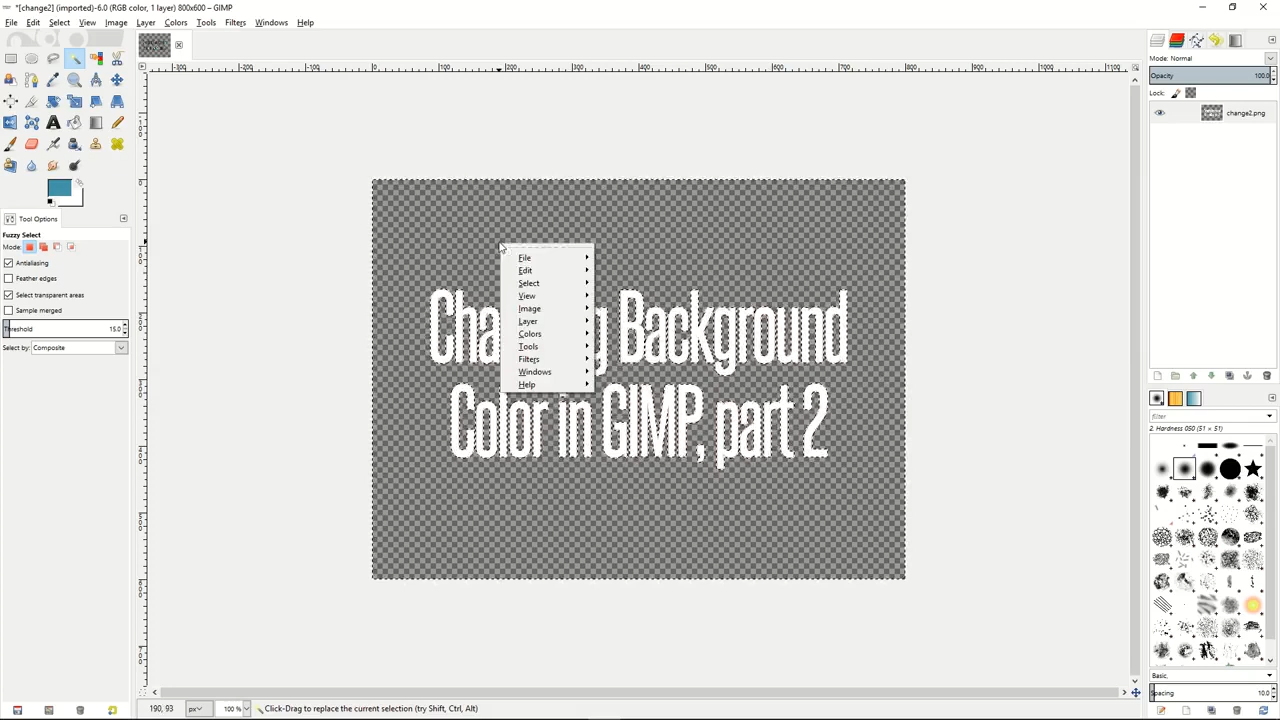 *[change2] (imported)-6.0 (RGB color, 1 layer) 800x600 – GIMP
File Edit Select View Image Layer Colors Tools Filters Windows Help
Mode: Normal
Opacity 100.0
Lock:
change2.png
Tool Options
Fuzzy Select
Mode:
Antialiasing
Feather edges
Select transparent areas
Sample merged
Threshold 15.0
Select by: Composite
File
Edit
Select
View
Image
Layer
Colors
Tools
Filters
Windows
Help
Background
Color in GIMP, part 2
filter
2. Hardness 050 (51 × 51)
Basic,
Spacing 10.0
190, 93 px 100 % Click-Drag to replace the current selection (try Shift, Ctrl, Alt)